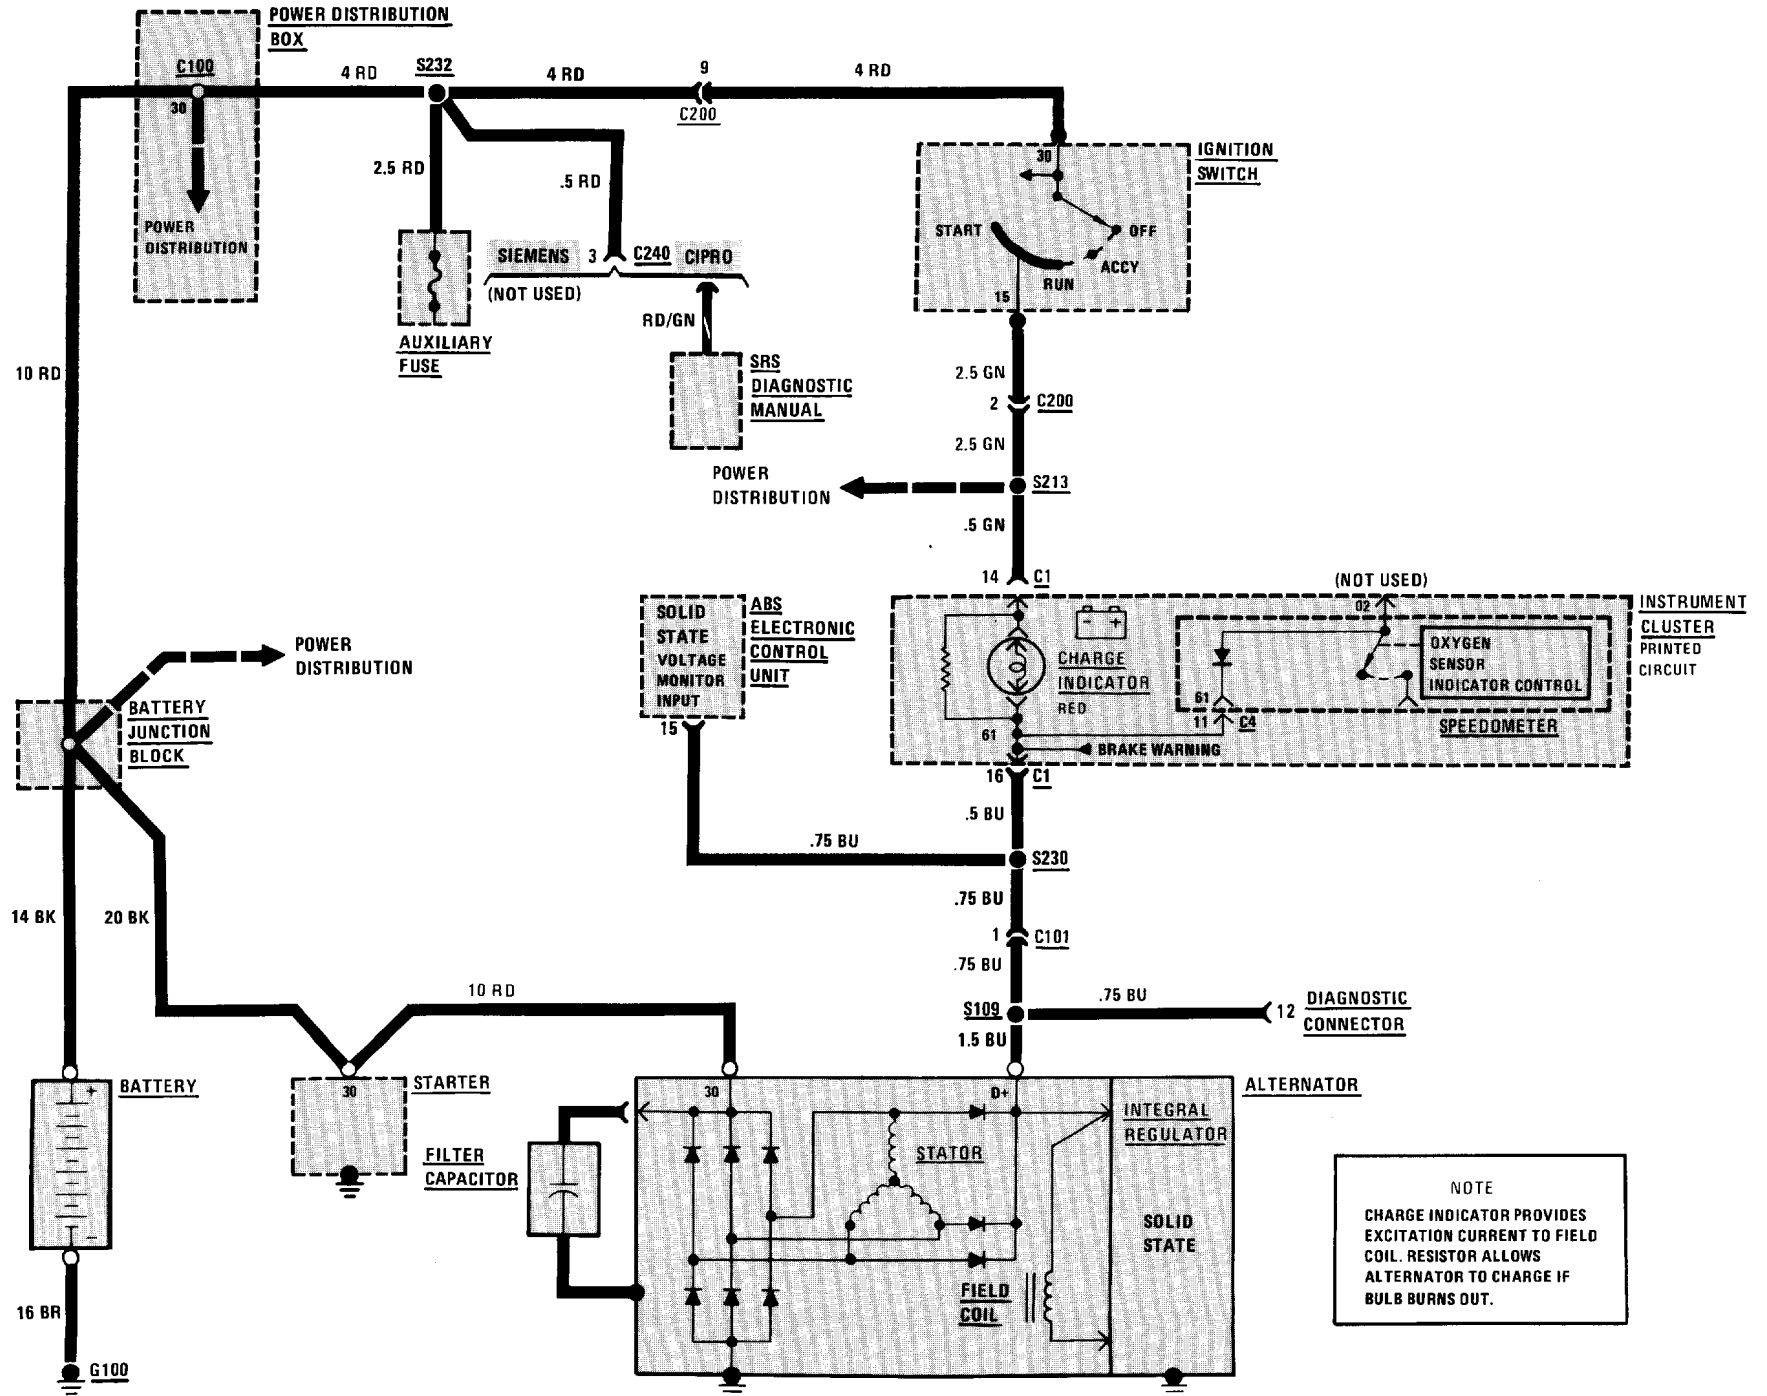 POWER DISTRIBUTION
BOX
C100
30
POWER
DISTRIBUTION
4 RD
S232
4 RD
9
C200
4 RD
2.5 RD
.5 RD
SIEMENS
3
C240
CIPRO
(NOT USED)
AUXILIARY
FUSE
RD/GN
SRS
DIAGNOSTIC
MANUAL
10 RD
30
IGNITION
SWITCH
START
OFF
ACCY
RUN
15
2.5 GN
2
C200
2.5 GN
S213
POWER
DISTRIBUTION
.5 GN
14
C1
(NOT USED)
02
INSTRUMENT
CLUSTER
PRINTED
CIRCUIT
SOLID
STATE
VOLTAGE
MONITOR
INPUT
ABS
ELECTRONIC
CONTROL
UNIT
15
- +
CHARGE
INDICATOR
RED
61
OXYGEN
SENSOR
INDICATOR CONTROL
61
11
C4
SPEEDOMETER
BRAKE WARNING
16
C1
POWER
DISTRIBUTION
BATTERY
JUNCTION
BLOCK
.5 BU
.75 BU
S230
.75 BU
1
C101
.75 BU
14 BK
20 BK
10 RD
S109
.75 BU
12
DIAGNOSTIC
CONNECTOR
1.5 BU
BATTERY
+
-
30
STARTER
30
D+
ALTERNATOR
INTEGRAL
REGULATOR
FILTER
CAPACITOR
STATOR
SOLID
STATE
FIELD
COIL
16 BR
G100
NOTE
CHARGE INDICATOR PROVIDES
EXCITATION CURRENT TO FIELD
COIL. RESISTOR ALLOWS
ALTERNATOR TO CHARGE IF
BULB BURNS OUT.